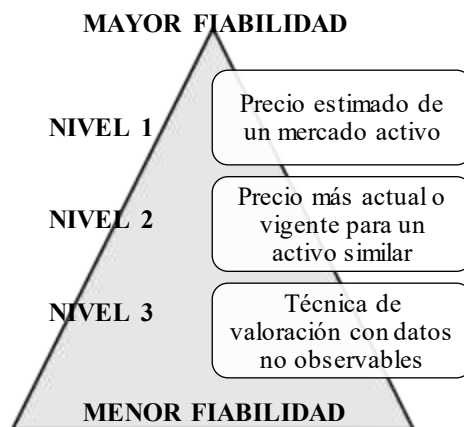 MAYOR FIABILIDAD
NIVEL 1
Precio estimado de
un mercado activo
NIVEL 2
Precio más actual o
vigente para un
activo similar
NIVEL 3
Técnica de
valoración con datos
no observables
MENOR FIABILIDAD